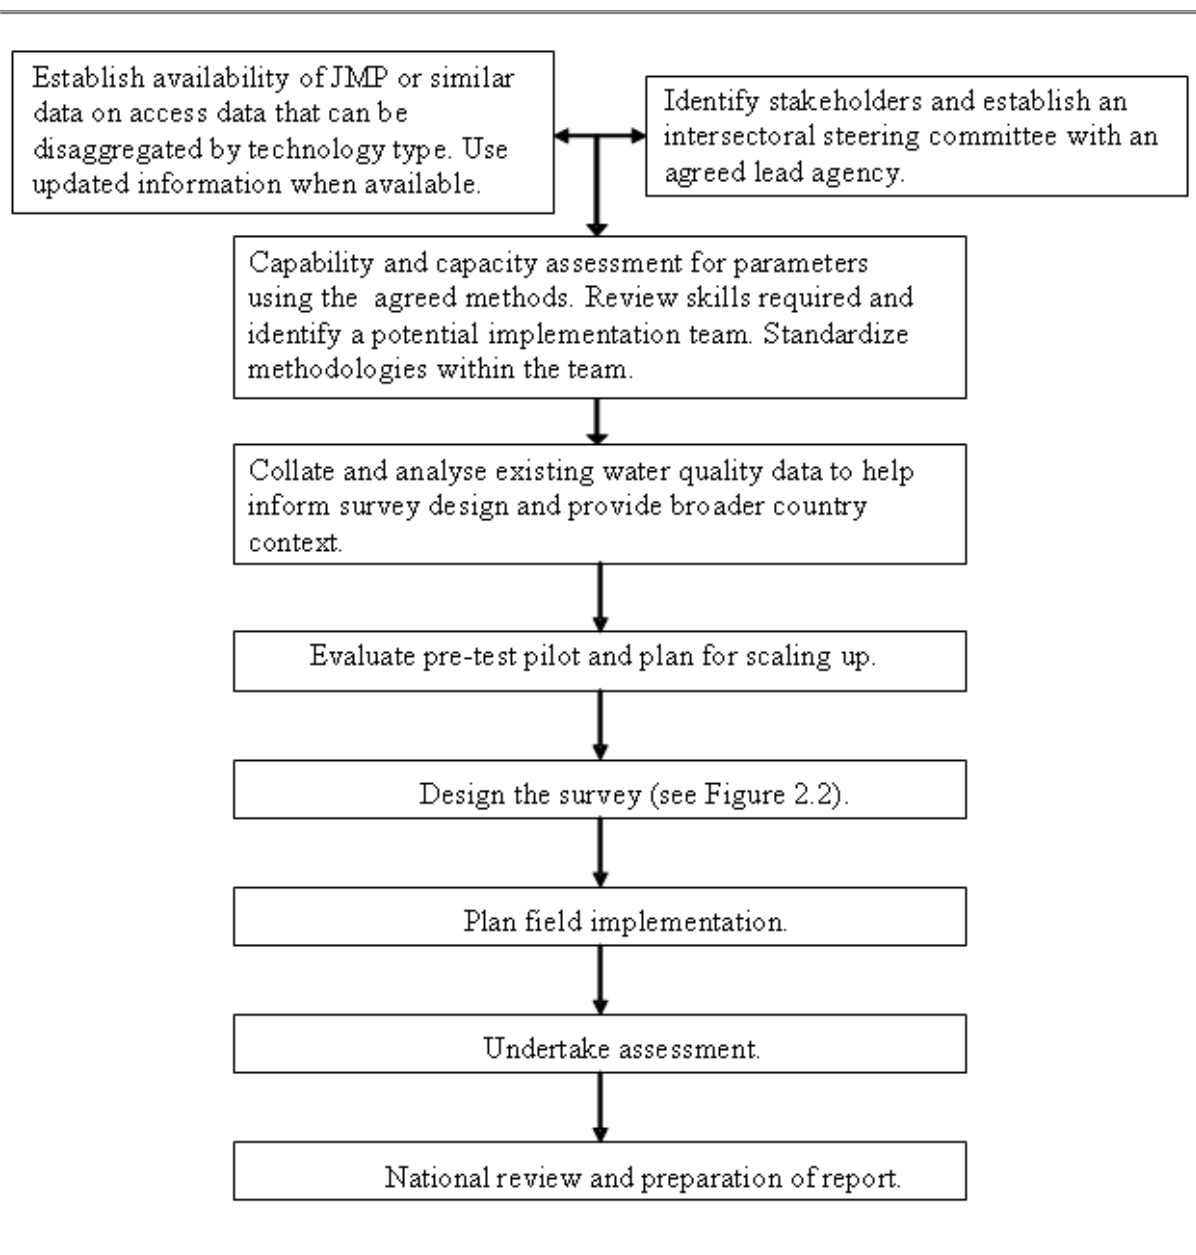 Establish availability of JMP or similar
data on access data that can be
disaggregated by technology type. Use
updated information when available.
Identify stakeholders and establish an
intersectoral steering committee with an
agreed lead agency.
Capability and capacity assessment for parameters
using the agreed methods. Review skills required and
identify a potential implementation team. Standardize
methodologies within the team.
Collate and analyse existing water quality data to help
inform survey design and provide broader country
context.
Evaluate pre-test pilot and plan for scaling up.
Design the survey (see Figure 2.2).
Plan field implementation.
Undertake assessment.
National review and preparation of report.